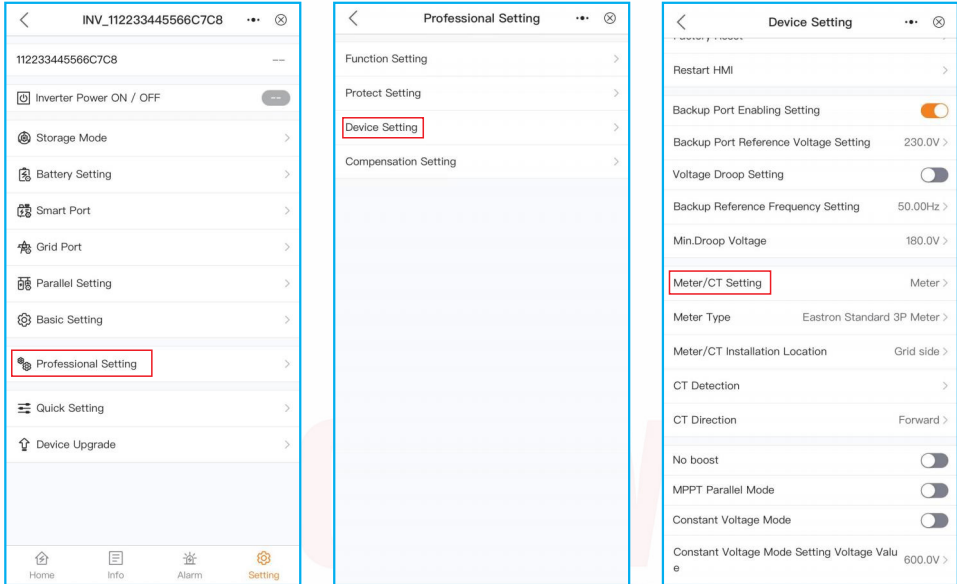 INV_112233445566C7C8
112233445566C7C8 --
Inverter Power ON / OFF --
Storage Mode
Battery Setting
Smart Port
Grid Port
Parallel Setting
Basic Setting
Professional Setting
Quick Setting
Device Upgrade
Home Info Alarm Setting
Professional Setting
Function Setting
Protect Setting
Device Setting
Compensation Setting
Device Setting
Factory Reset
Restart HMI
Backup Port Enabling Setting
Backup Port Reference Voltage Setting 230.0V
Voltage Droop Setting
Backup Reference Frequency Setting 50.00Hz
Min.Droop Voltage 180.0V
Meter/CT Setting Meter
Meter Type Eastron Standard 3P Meter
Meter/CT Installation Location Grid side
CT Detection
CT Direction Forward
No boost
MPPT Parallel Mode
Constant Voltage Mode
Constant Voltage Mode Setting Voltage Valu
e 600.0V